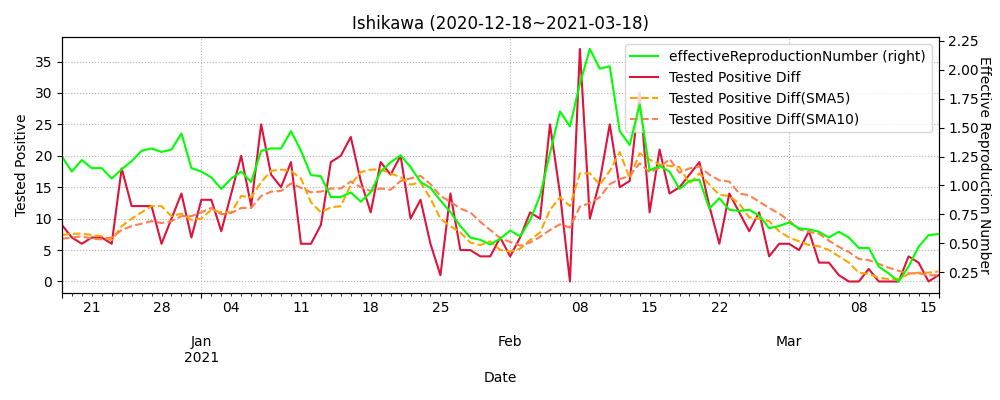 Ishikawa (2020-12-18~2021-03-18)
effectiveReproductionNumber (right)
Tested Positive Diff
Tested Positive Diff(SMA5)
Tested Positive Diff(SMA10)
Tested Positive
35
30
25
20
15
10
5
0
2.25
2.00
1.75
1.50
1.25
1.00
0.75
0.50
0.25
Effective Reproduction Number
21 28 04 11 18 25 08 15 22 08 15
Jan Feb Mar
2021
Date